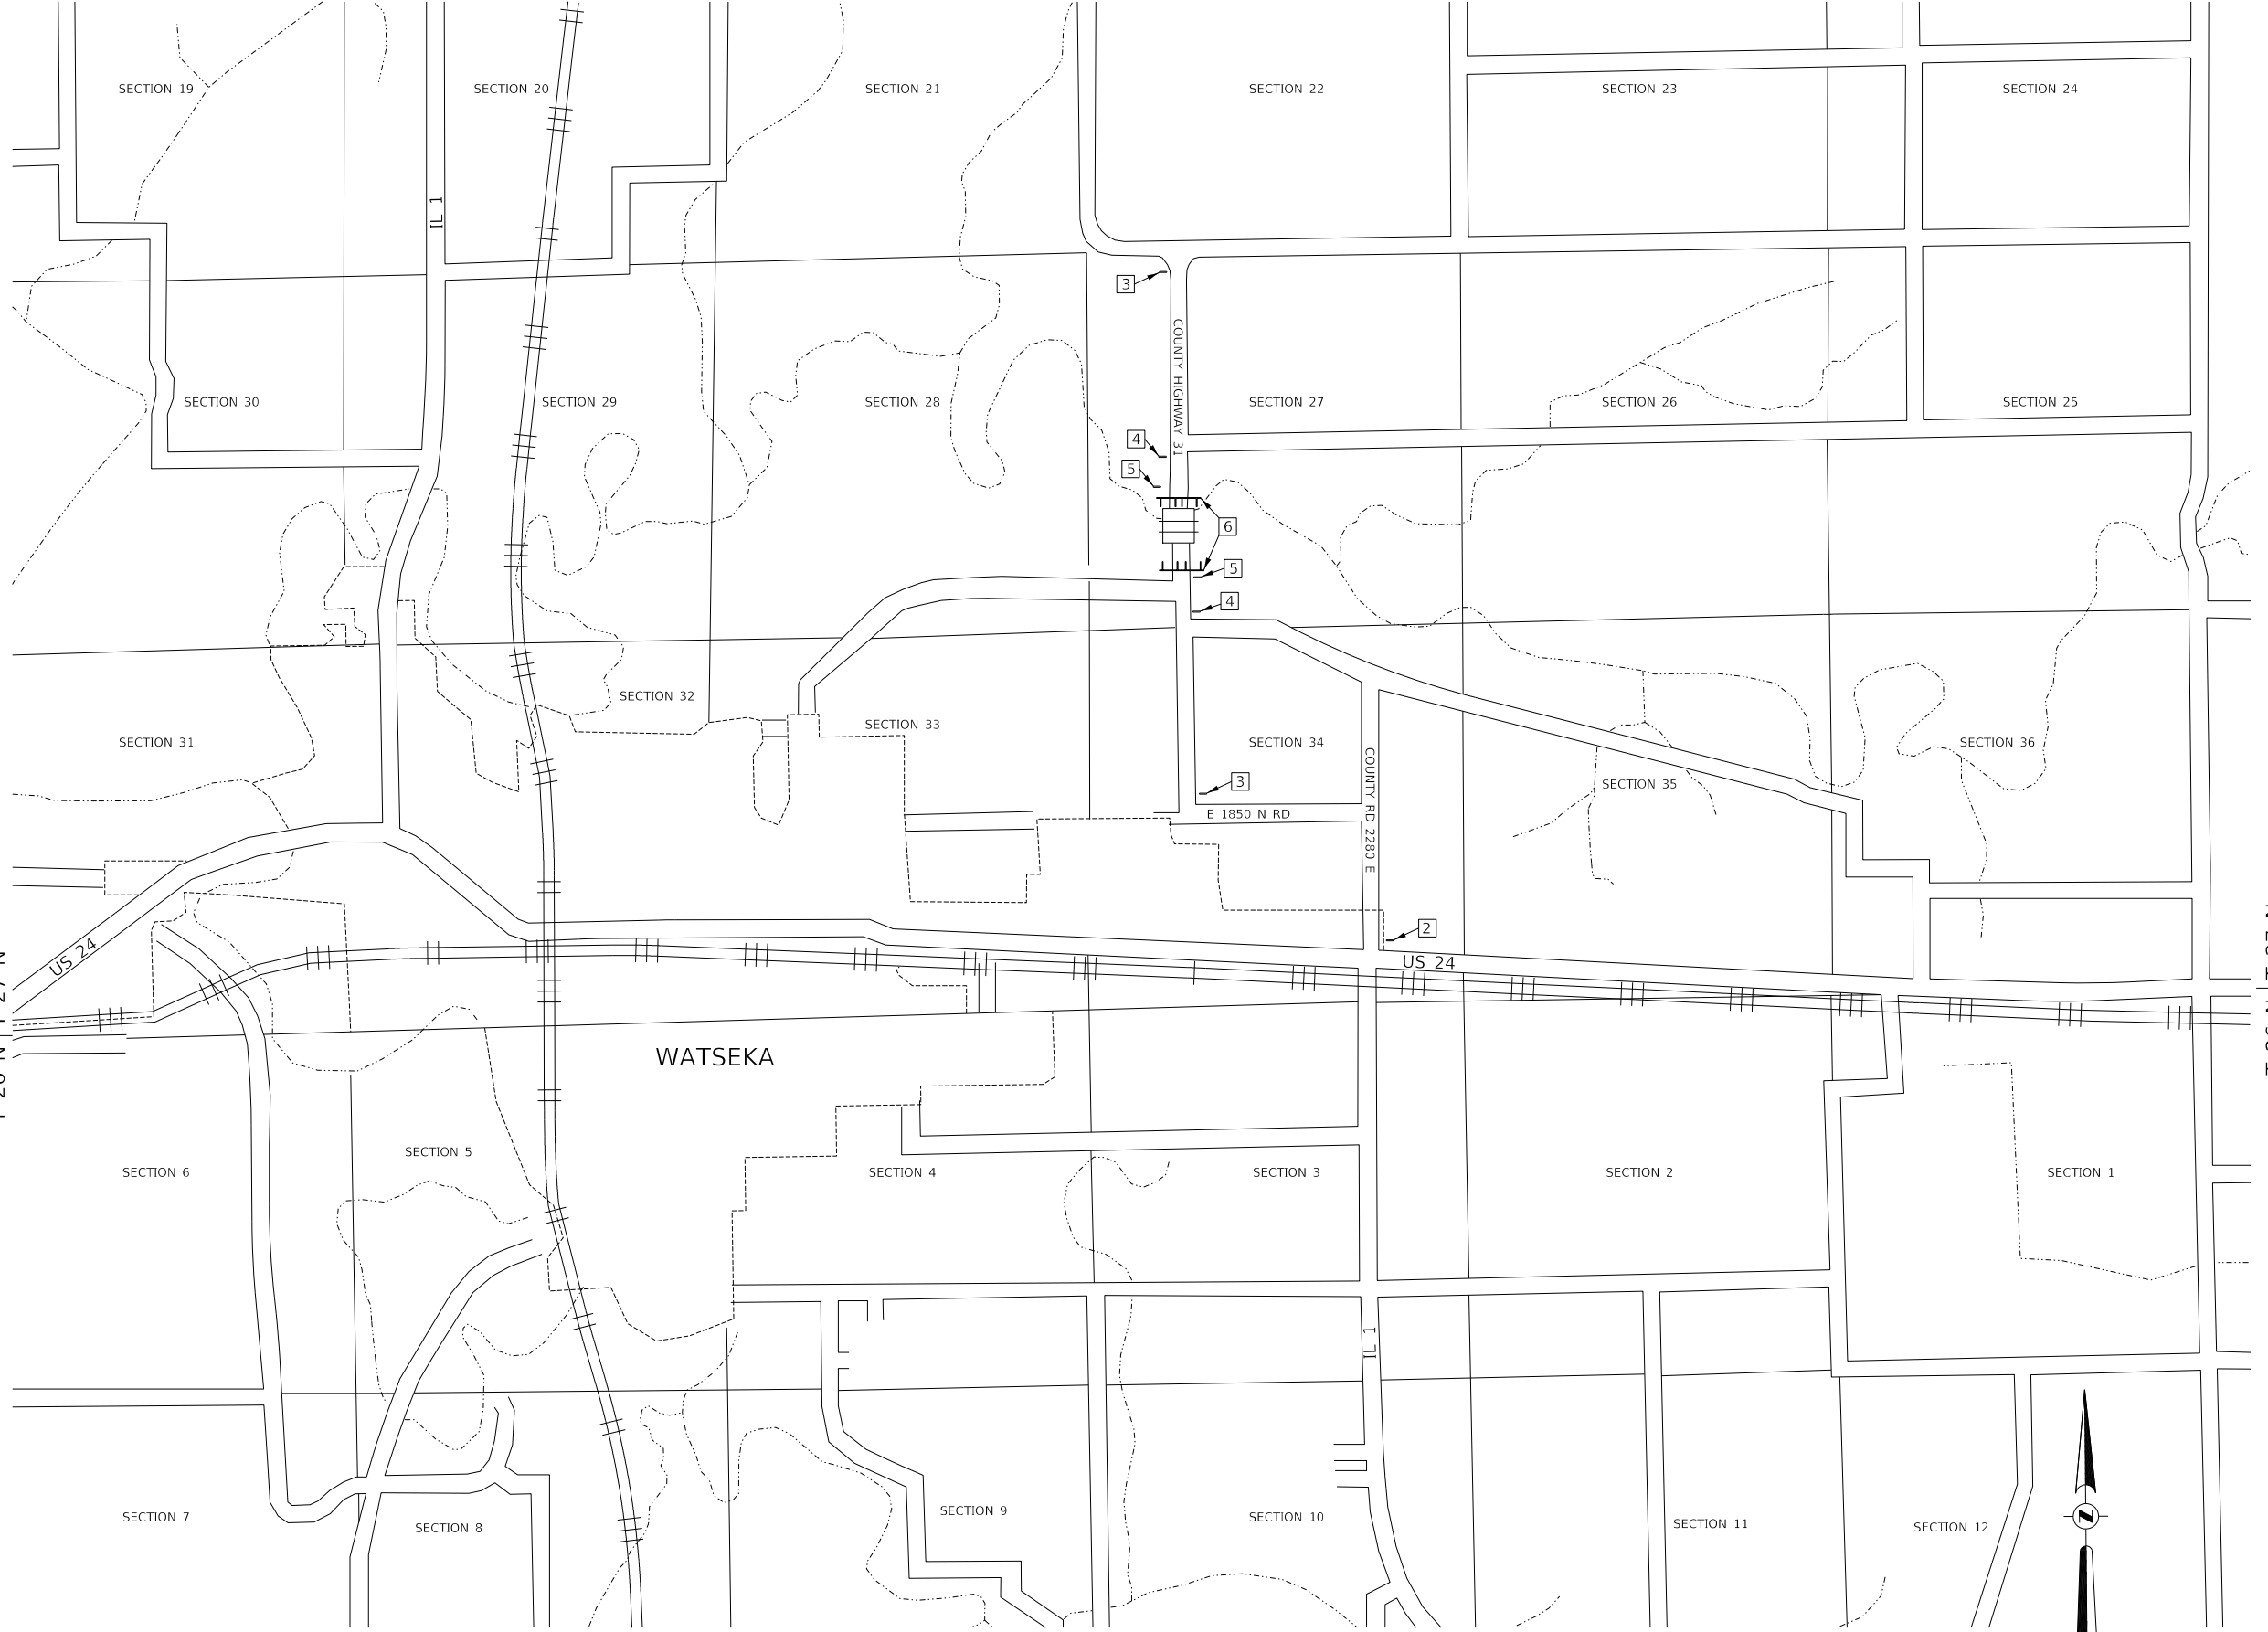 SECTION 19
SECTION 20
SECTION 21
SECTION 22
SECTION 23
SECTION 24
IL 1
3
COUNTY HIGHWAY 31
SECTION 30
SECTION 29
SECTION 28
SECTION 27
SECTION 26
SECTION 25
4
5
6
5
4
SECTION 31
SECTION 32
SECTION 33
SECTION 34
SECTION 35
SECTION 36
3
E 1850 N RD
COUNTY RD 2280 E
2
US 24
US 24
WATSEKA
SECTION 6
SECTION 5
SECTION 4
SECTION 3
SECTION 2
SECTION 1
IL 1
SECTION 7
SECTION 8
SECTION 9
SECTION 10
SECTION 11
SECTION 12
N